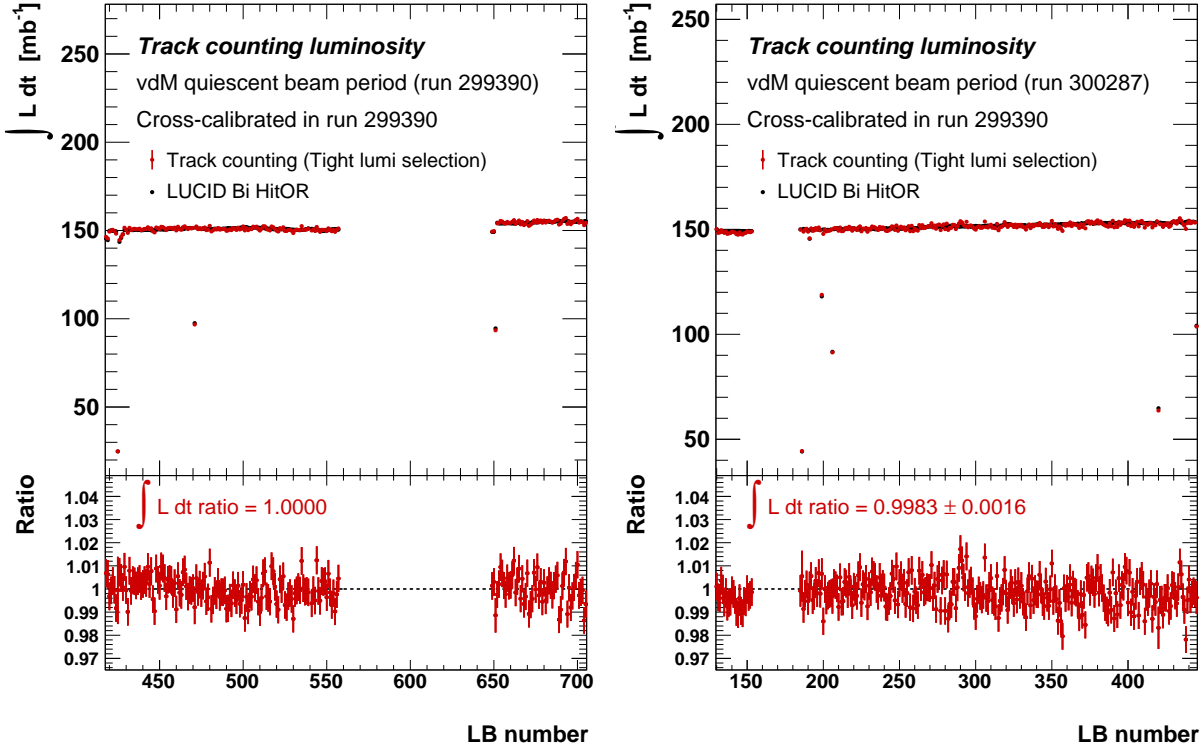 ∫ L dt [mb⁻¹]
250
200
150
100
50
Track counting luminosity
vdM quiescent beam period (run 299390)
Cross-calibrated in run 299390
Track counting (Tight lumi selection)
LUCID Bi HitOR
Ratio
1.04
1.03
1.02
1.01
1
0.99
0.98
0.97
∫ L dt ratio = 1.0000
450 500 550 600 650 700
LB number
∫ L dt [mb⁻¹]
250
200
150
100
50
Track counting luminosity
vdM quiescent beam period (run 300287)
Cross-calibrated in run 299390
Track counting (Tight lumi selection)
LUCID Bi HitOR
Ratio
1.04
1.03
1.02
1.01
1
0.99
0.98
0.97
∫ L dt ratio = 0.9983 ± 0.0016
150 200 250 300 350 400
LB number